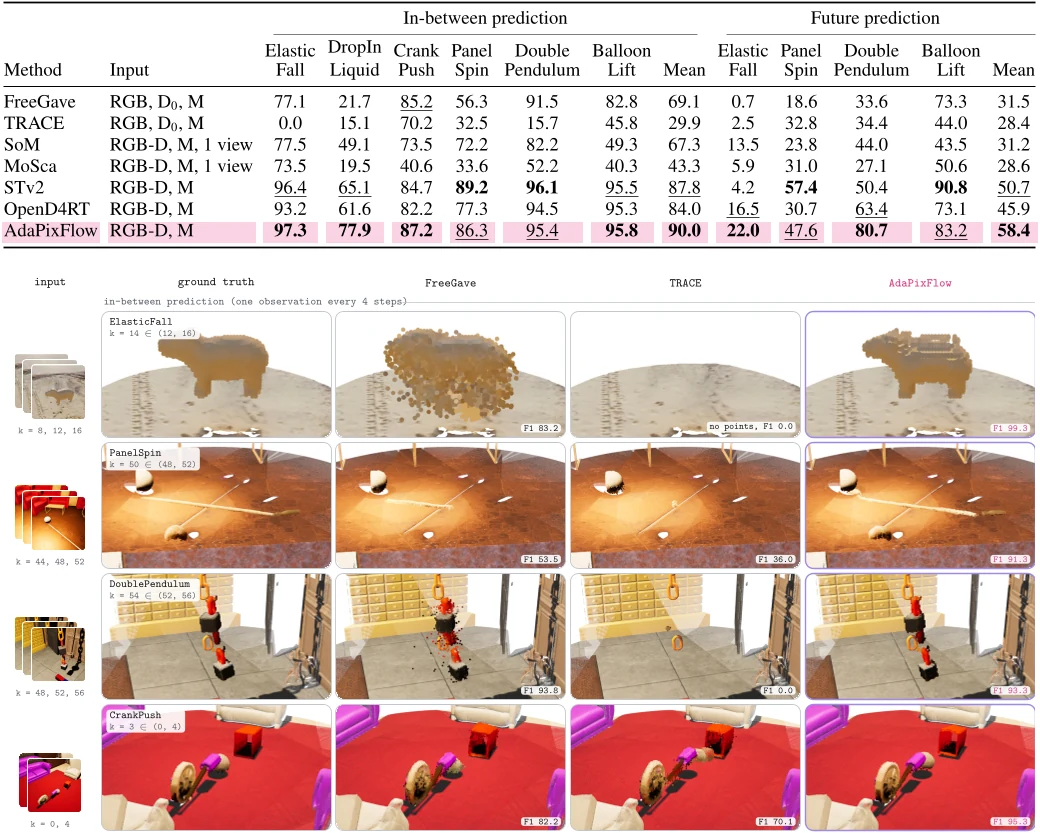 In-between prediction Future prediction
Elastic DropIn Crank Panel Double Balloon Elastic Panel Double Balloon
Method Input Fall Liquid Push Spin Pendulum Lift Mean Fall Spin Pendulum Lift Mean
FreeGave RGB, D0, M 77.1 21.7 85.2 56.3 91.5 82.8 69.1 0.7 18.6 33.6 73.3 31.5
TRACE RGB, D0, M 0.0 15.1 70.2 32.5 15.7 45.8 29.9 2.5 32.8 34.4 44.0 28.4
SoM RGB-D, M, 1 view 77.5 49.1 73.5 72.2 82.2 49.3 67.3 13.5 23.8 44.0 43.5 31.2
MoSca RGB-D, M, 1 view 73.5 19.5 40.6 33.6 52.2 40.3 43.3 5.9 31.0 27.1 50.6 28.6
STv2 RGB-D, M 96.4 65.1 84.7 89.2 96.1 95.5 87.8 4.2 57.4 50.4 90.8 50.7
OpenD4RT RGB-D, M 93.2 61.6 82.2 77.3 94.5 95.3 84.0 16.5 30.7 63.4 73.1 45.9
AdaPixFlow RGB-D, M 97.3 77.9 87.2 86.3 95.4 95.8 90.0 22.0 47.6 80.7 83.2 58.4
input ground truth FreeGave TRACE AdaPixFlow
in-between prediction (one observation every 4 steps)
ElasticFall
k = 14 ∈ (12, 16)
k = 8, 12, 16
F1 83.2 no points, F1 0.0 F1 99.3
PanelSpin
k = 50 ∈ (48, 52)
k = 44, 48, 52
F1 53.5 F1 36.0 F1 91.3
DoublePendulum
k = 54 ∈ (52, 56)
k = 48, 52, 56
F1 93.8 F1 0.0 F1 93.3
CrankPush
k = 3 ∈ (0, 4)
k = 0, 4
F1 82.2 F1 70.1 F1 95.3